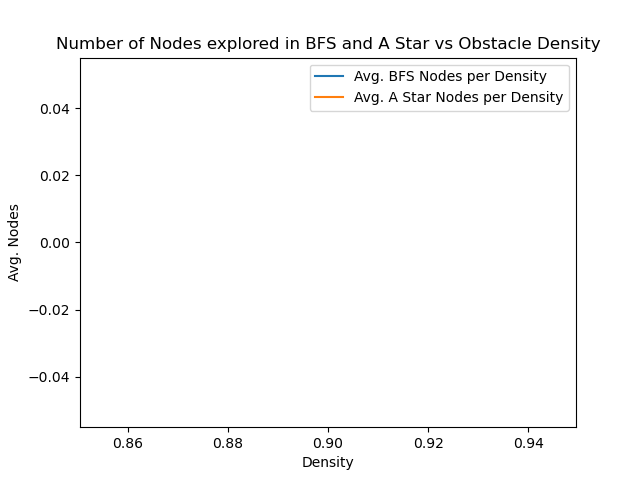 Number of Nodes explored in BFS and A Star vs Obstacle Density
Avg. BFS Nodes per Density
Avg. A Star Nodes per Density
Avg. Nodes
0.04
0.02
0.00
−0.02
−0.04
0.86 0.88 0.90 0.92 0.94
Density